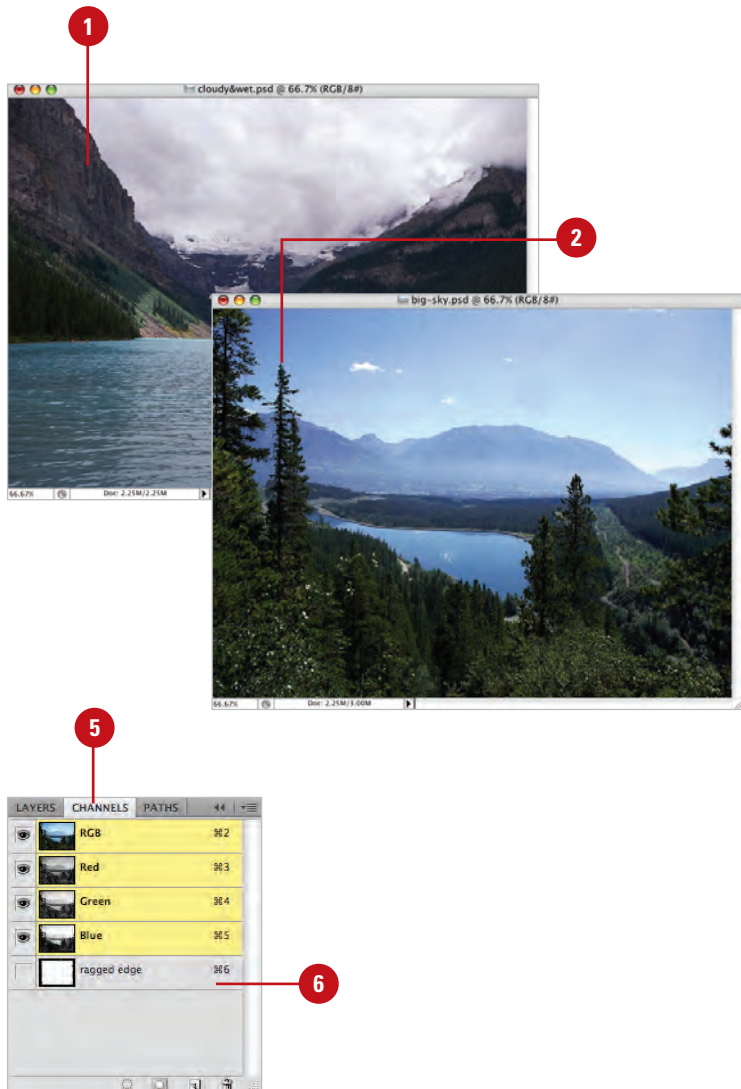 1
cloudy&wet.psd @ 66.7% (RGB/8#)
2
big-sky.psd @ 66.7% (RGB/8#)
66.67% Doc: 2.25M/2.25M
66.67% Doc: 2.25M/3.00M
5
LAYERS CHANNELS PATHS
RGB ⌘2
Red ⌘3
Green ⌘4
Blue ⌘5
ragged edge ⌘6
6